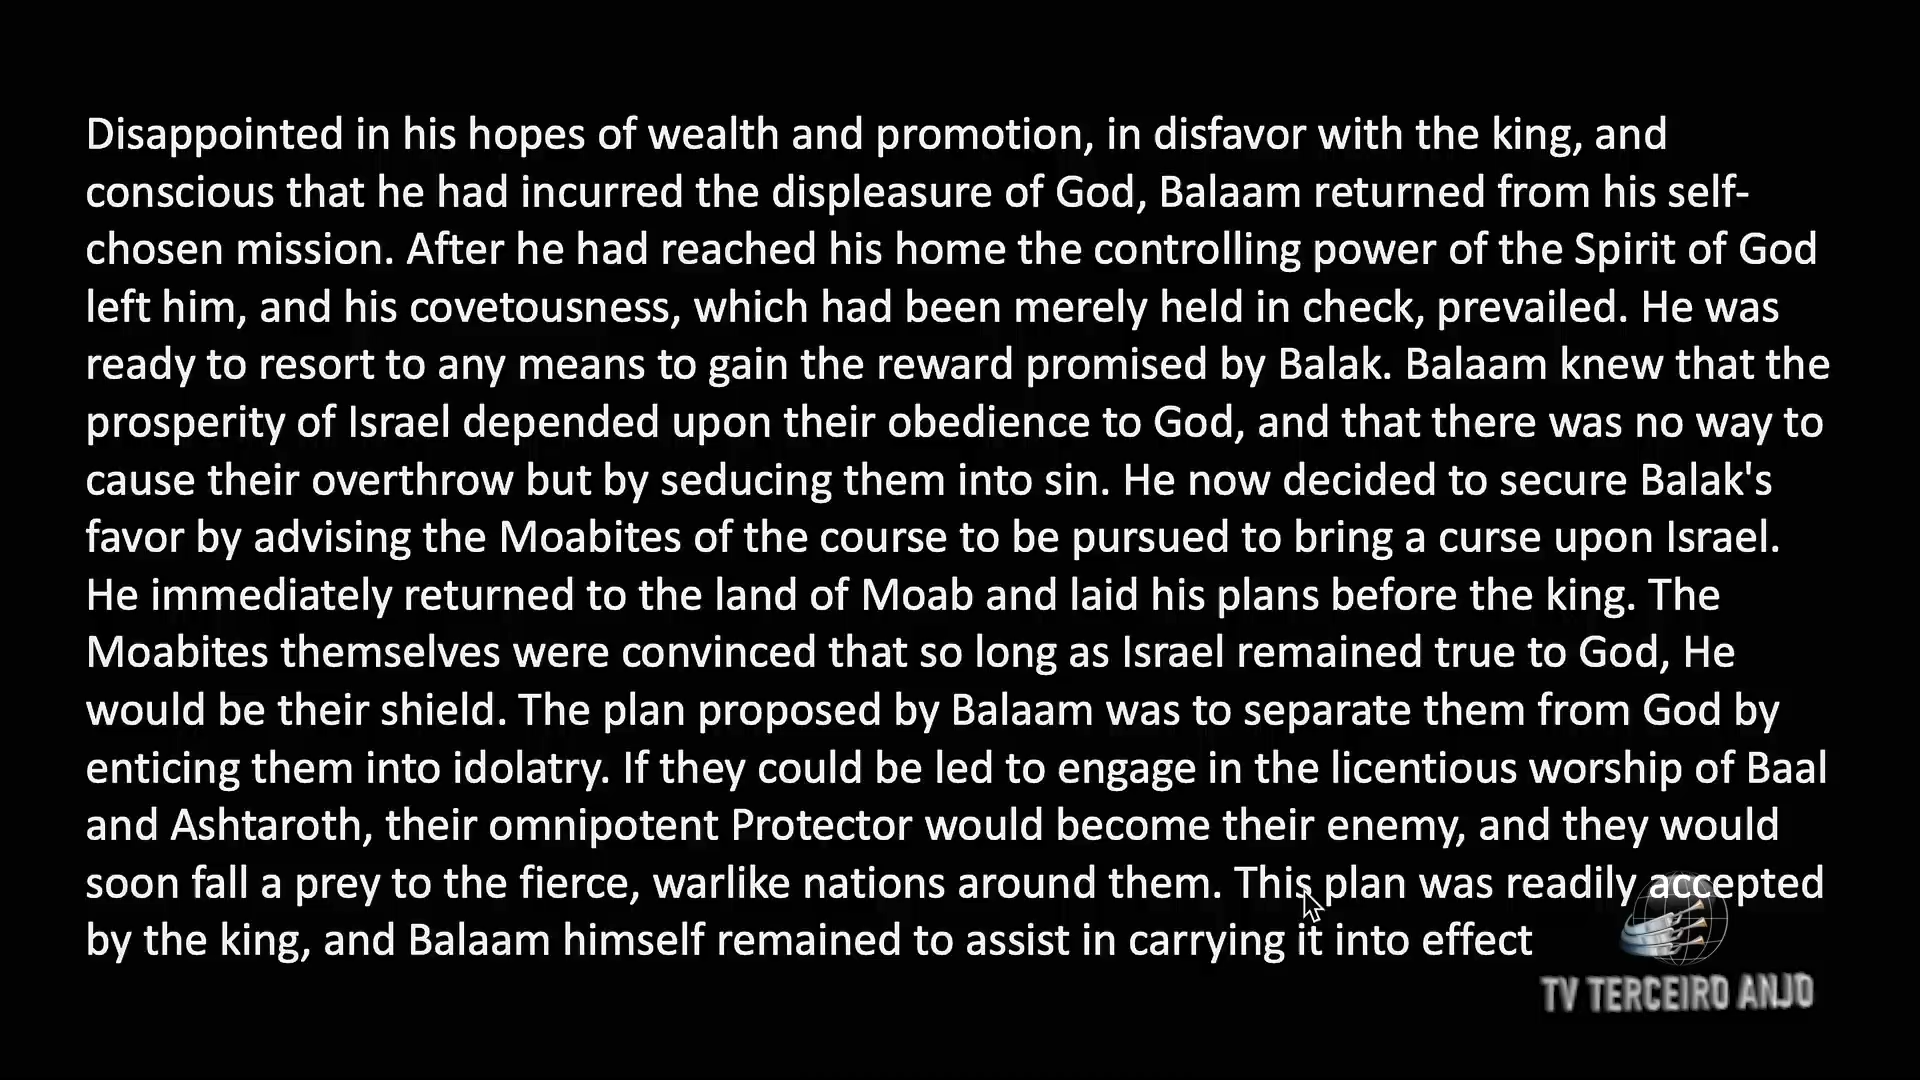 Disappointed in his hopes of wealth and promotion, in disfavor with the king, and
conscious that he had incurred the displeasure of God, Balaam returned from his self-
chosen mission. After he had reached his home the controlling power of the Spirit of God
left him, and his covetousness, which had been merely held in check, prevailed. He was
ready to resort to any means to gain the reward promised by Balak. Balaam knew that the
prosperity of Israel depended upon their obedience to God, and that there was no way to
cause their overthrow but by seducing them into sin. He now decided to secure Balak's
favor by advising the Moabites of the course to be pursued to bring a curse upon Israel.
He immediately returned to the land of Moab and laid his plans before the king. The
Moabites themselves were convinced that so long as Israel remained true to God, He
would be their shield. The plan proposed by Balaam was to separate them from God by
enticing them into idolatry. If they could be led to engage in the licentious worship of Baal
and Ashtaroth, their omnipotent Protector would become their enemy, and they would
soon fall a prey to the fierce, warlike nations around them. This plan was readily accepted
by the king, and Balaam himself remained to assist in carrying it into effect
TV TERCEIRO ANJO